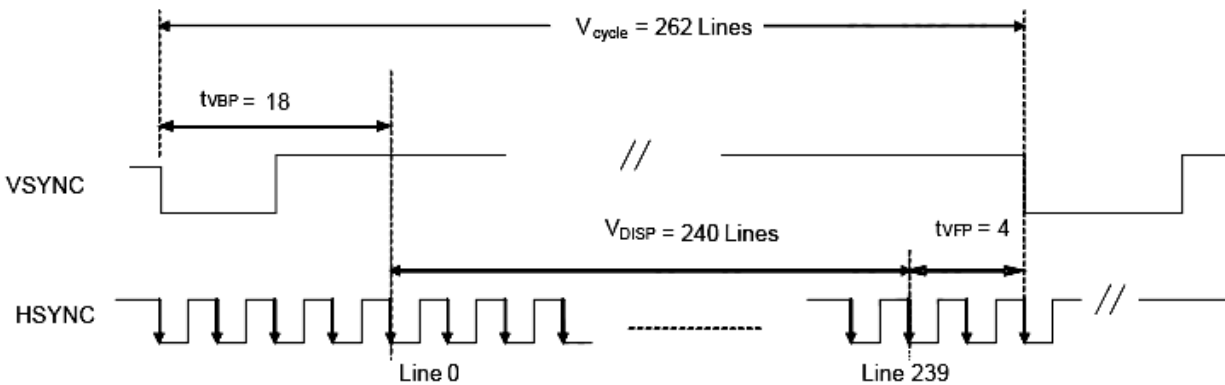 Vcycle = 262 Lines
tVBP = 18
VSYNC
VDISP = 240 Lines
tVFP = 4
HSYNC
Line 0
Line 239